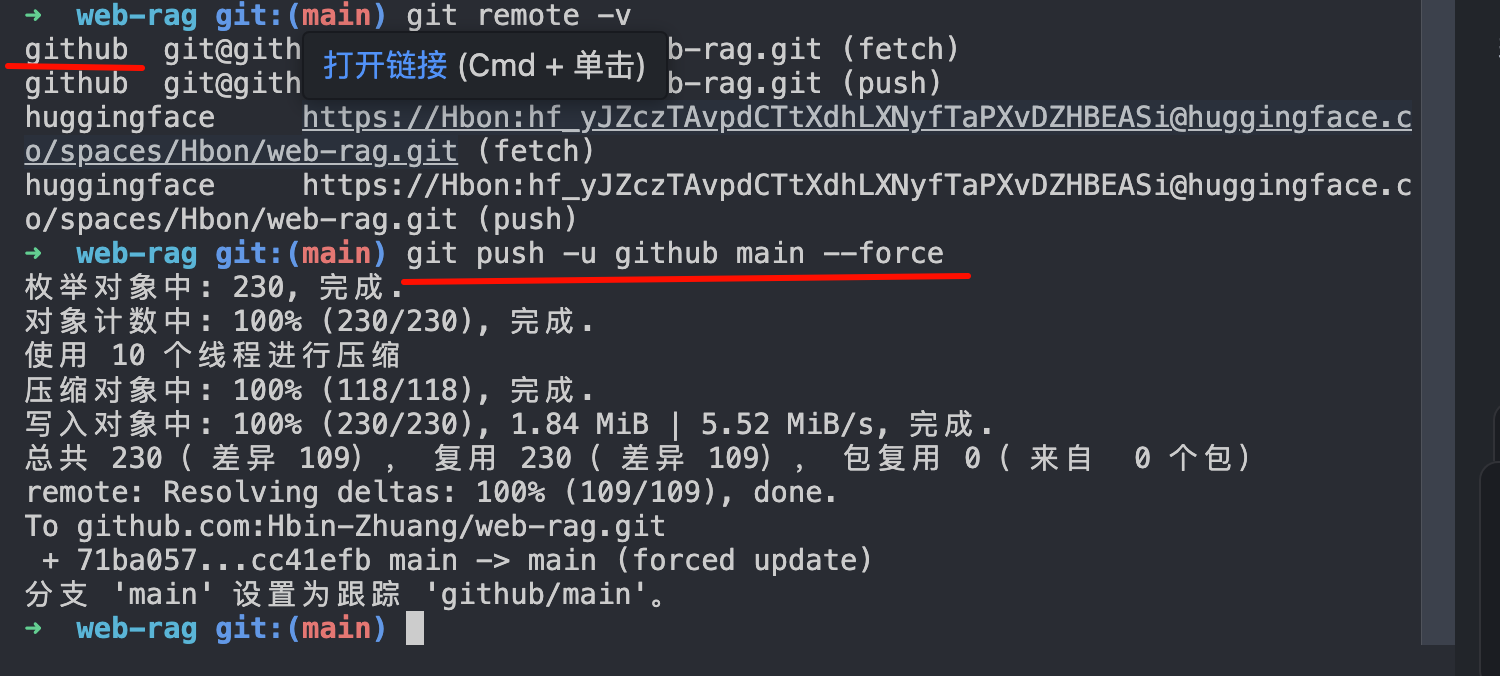 → web-rag git:(main) git remote -v
github git@gith b-rag.git (fetch)
打开链接 (Cmd + 单击)
github git@gith b-rag.git (push)
huggingface https://Hbon: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@huggingface.c
o/spaces/Hbon/web-rag.git (fetch)
huggingface https://Hbon: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@huggingface.c
o/spaces/Hbon/web-rag.git (push)
→ web-rag git:(main) git push -u github main --force
枚举对象中: 230, 完成.
对象计数中: 100% (230/230), 完成.
使用 10 个线程进行压缩
压缩对象中: 100% (118/118), 完成.
写入对象中: 100% (230/230), 1.84 MiB | 5.52 MiB/s, 完成.
总共 230（差异 109），复用 230（差异 109），包复用 0（来自 0 个包）
remote: Resolving deltas: 100% (109/109), done.
To github.com:Hbin-Zhuang/web-rag.git
+ 71ba057...cc41efb main -> main (forced update)
分支 'main' 设置为跟踪 'github/main'。
→ web-rag git:(main)